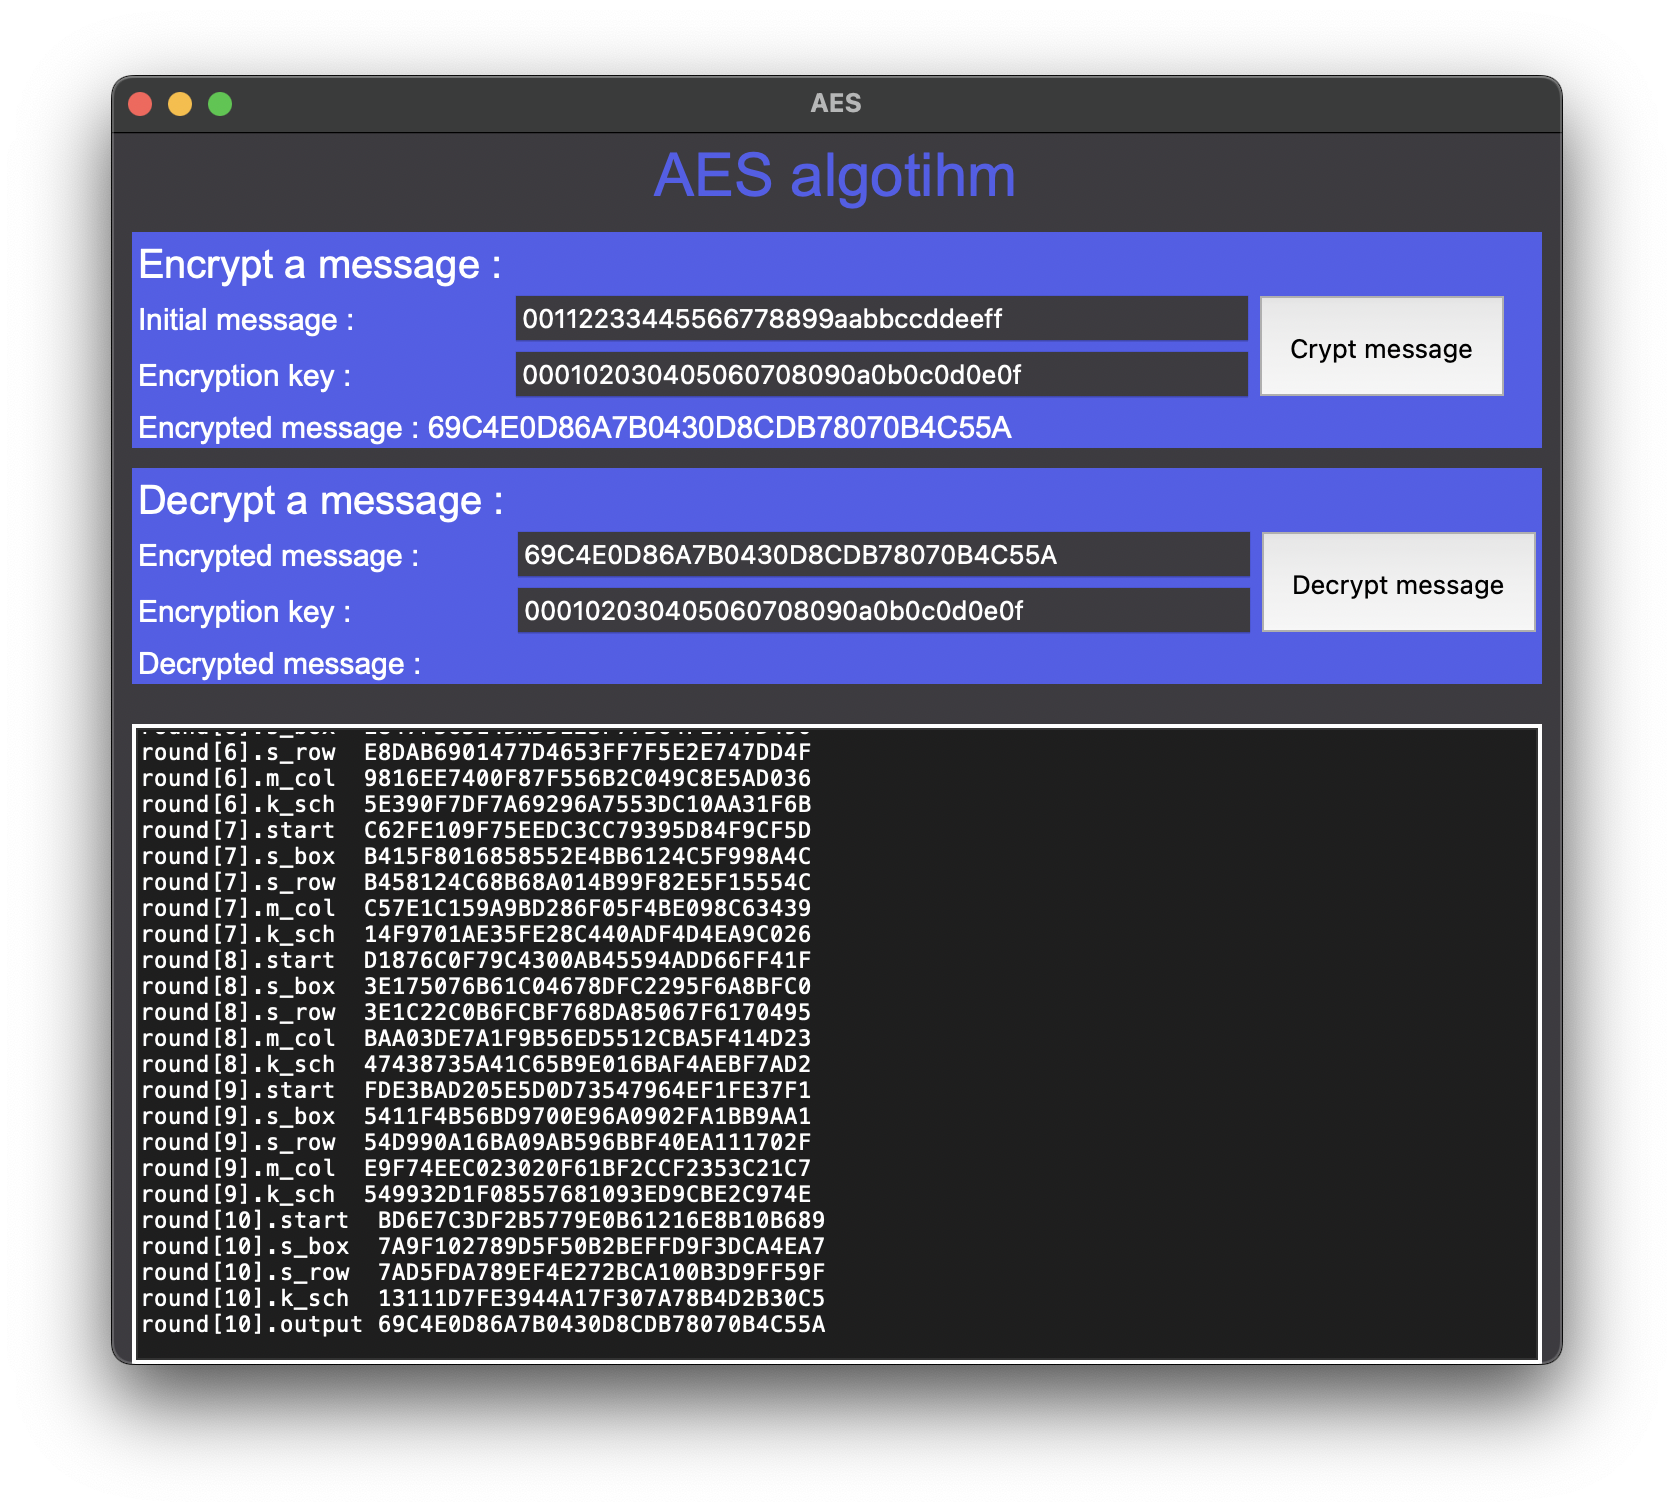 AES
AES algotihm
Encrypt a message :
Initial message : 00112233445566778899aabbccddeeff
Crypt message
Encryption key : 000102030405060708090a0b0c0d0e0f
Encrypted message : 69C4E0D86A7B0430D8CDB78070B4C55A
Decrypt a message :
Encrypted message : 69C4E0D86A7B0430D8CDB78070B4C55A
Decrypt message
Encryption key : 000102030405060708090a0b0c0d0e0f
Decrypted message :
round[6].s_row  E8DAB6901477D4653FF7F5E2E747DD4F
round[6].m_col  9816EE7400F87F556B2C049C8E5AD036
round[6].k_sch  5E390F7DF7A69296A7553DC10AA31F6B
round[7].start  C62FE109F75EEDC3CC79395D84F9CF5D
round[7].s_box  B415F8016858552E4BB6124C5F998A4C
round[7].s_row  B458124C68B68A014B99F82E5F15554C
round[7].m_col  C57E1C159A9BD286F05F4BE098C63439
round[7].k_sch  14F9701AE35FE28C440ADF4D4EA9C026
round[8].start  D1876C0F79C4300AB45594ADD66FF41F
round[8].s_box  3E175076B61C04678DFC2295F6A8BFC0
round[8].s_row  3E1C22C0B6FCBF768DA85067F6170495
round[8].m_col  BAA03DE7A1F9B56ED5512CBA5F414D23
round[8].k_sch  47438735A41C65B9E016BAF4AEBF7AD2
round[9].start  FDE3BAD205E5D0D73547964EF1FE37F1
round[9].s_box  5411F4B56BD9700E96A0902FA1BB9AA1
round[9].s_row  54D990A16BA09AB596BBF40EA111702F
round[9].m_col  E9F74EEC023020F61BF2CCF2353C21C7
round[9].k_sch  549932D1F08557681093ED9CBE2C974E
round[10].start  BD6E7C3DF2B5779E0B61216E8B10B689
round[10].s_box  7A9F102789D5F50B2BEFFD9F3DCA4EA7
round[10].s_row  7AD5FDA789EF4E272BCA100B3D9FF59F
round[10].k_sch  13111D7FE3944A17F307A78B4D2B30C5
round[10].output 69C4E0D86A7B0430D8CDB78070B4C55A